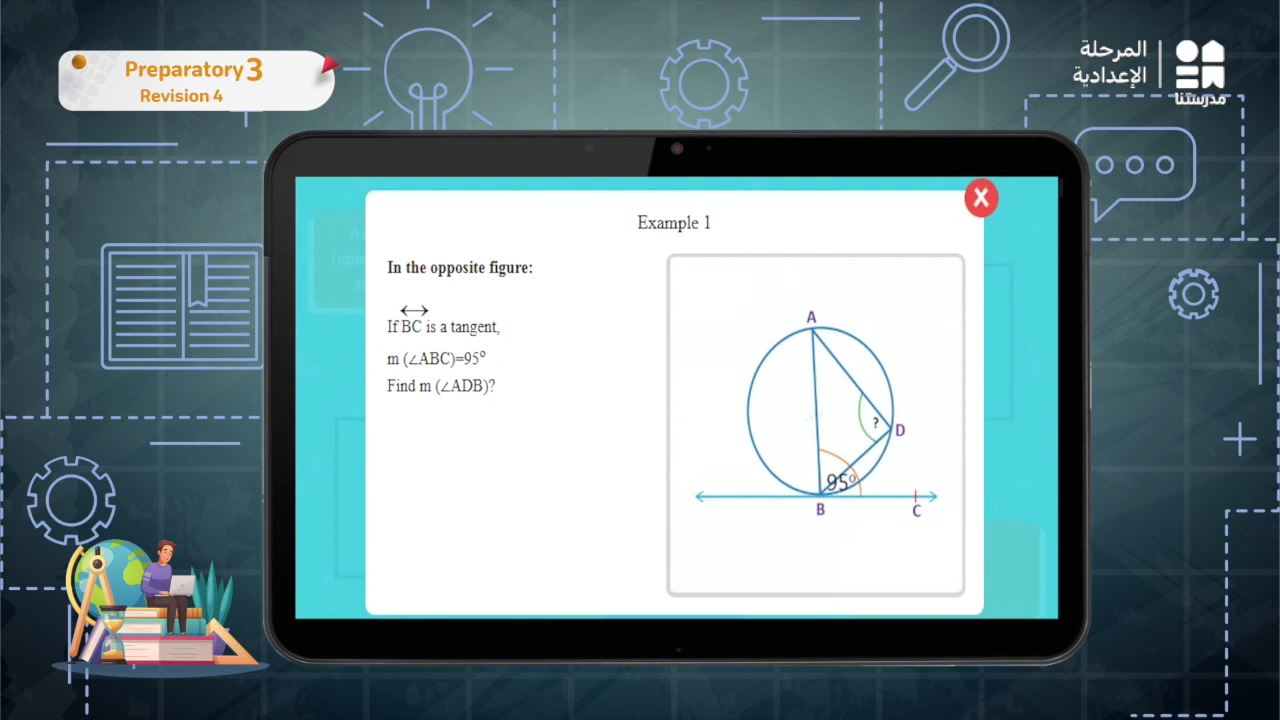 Preparatory 3
Revision 4
المرحلة
الإعدادية
مدرستنا
Example 1
In the opposite figure:
If BC is a tangent,
m (∠ABC)=95°
Find m (∠ADB)?
A
D
?
95°
B
C
X